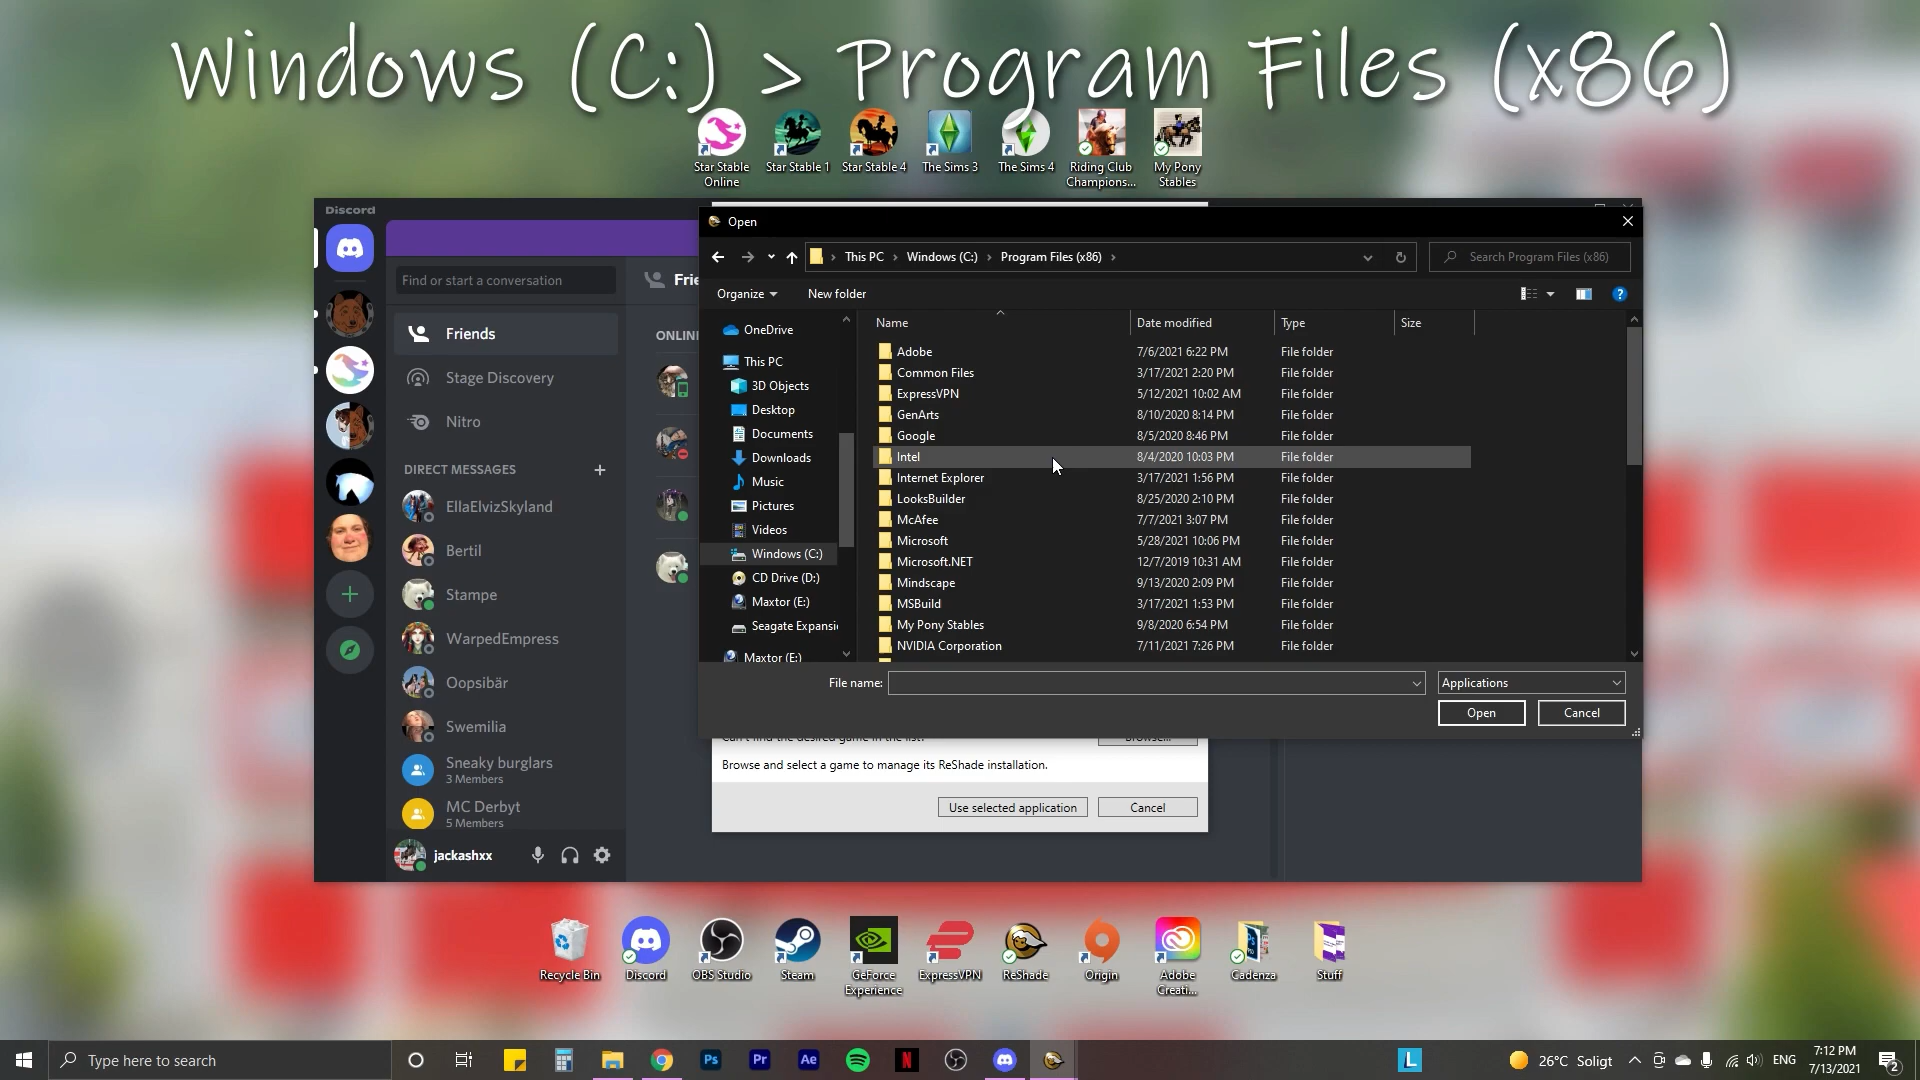 Windows (C:) > Program Files (x86)
Star Stable Online
Star Stable 1
Star Stable 4
The Sims 3
The Sims 4
Riding Club Champions...
My Pony Stables
Discord
Find or start a conversation
Friends
Stage Discovery
Nitro
DIRECT MESSAGES
EllaElvizSkyland
Bertil
Stampe
WarpedEmpress
Oopsibär
Swemilia
Sneaky burglars
3 Members
MC Derbyt
5 Members
jackashxx
Open
This PC > Windows (C:) > Program Files (x86) >
Search Program Files (x86)
Organize
New folder
OneDrive
This PC
3D Objects
Desktop
Documents
Downloads
Music
Pictures
Videos
Windows (C:)
CD Drive (D:)
Maxtor (E:)
Seagate Expansi
Maxtor (E:)
Name Date modified Type Size
Adobe 7/6/2021 6:22 PM File folder
Common Files 3/17/2021 2:20 PM File folder
ExpressVPN 5/12/2021 10:02 AM File folder
GenArts 8/10/2020 8:14 PM File folder
Google 8/5/2020 8:46 PM File folder
Intel 8/4/2020 10:03 PM File folder
Internet Explorer 3/17/2021 1:56 PM File folder
LooksBuilder 8/25/2020 2:10 PM File folder
McAfee 7/7/2021 3:07 PM File folder
Microsoft 5/28/2021 10:06 PM File folder
Microsoft.NET 12/7/2019 10:31 AM File folder
Mindscape 9/13/2020 2:09 PM File folder
MSBuild 3/17/2021 1:53 PM File folder
My Pony Stables 9/8/2020 6:54 PM File folder
NVIDIA Corporation 7/11/2021 7:26 PM File folder
File name:
Applications
Open
Cancel
Browse and select a game to manage its ReShade installation.
Use selected application
Cancel
Recycle Bin
Discord
OBS Studio
Steam
GeForce Experience
ExpressVPN
ReShade
Origin
Adobe Creati...
Cadenza
Stuff
Type here to search
Ps
Pr
Ae
N
L
26°C Soligt
ENG
7:12 PM
7/13/2021
2